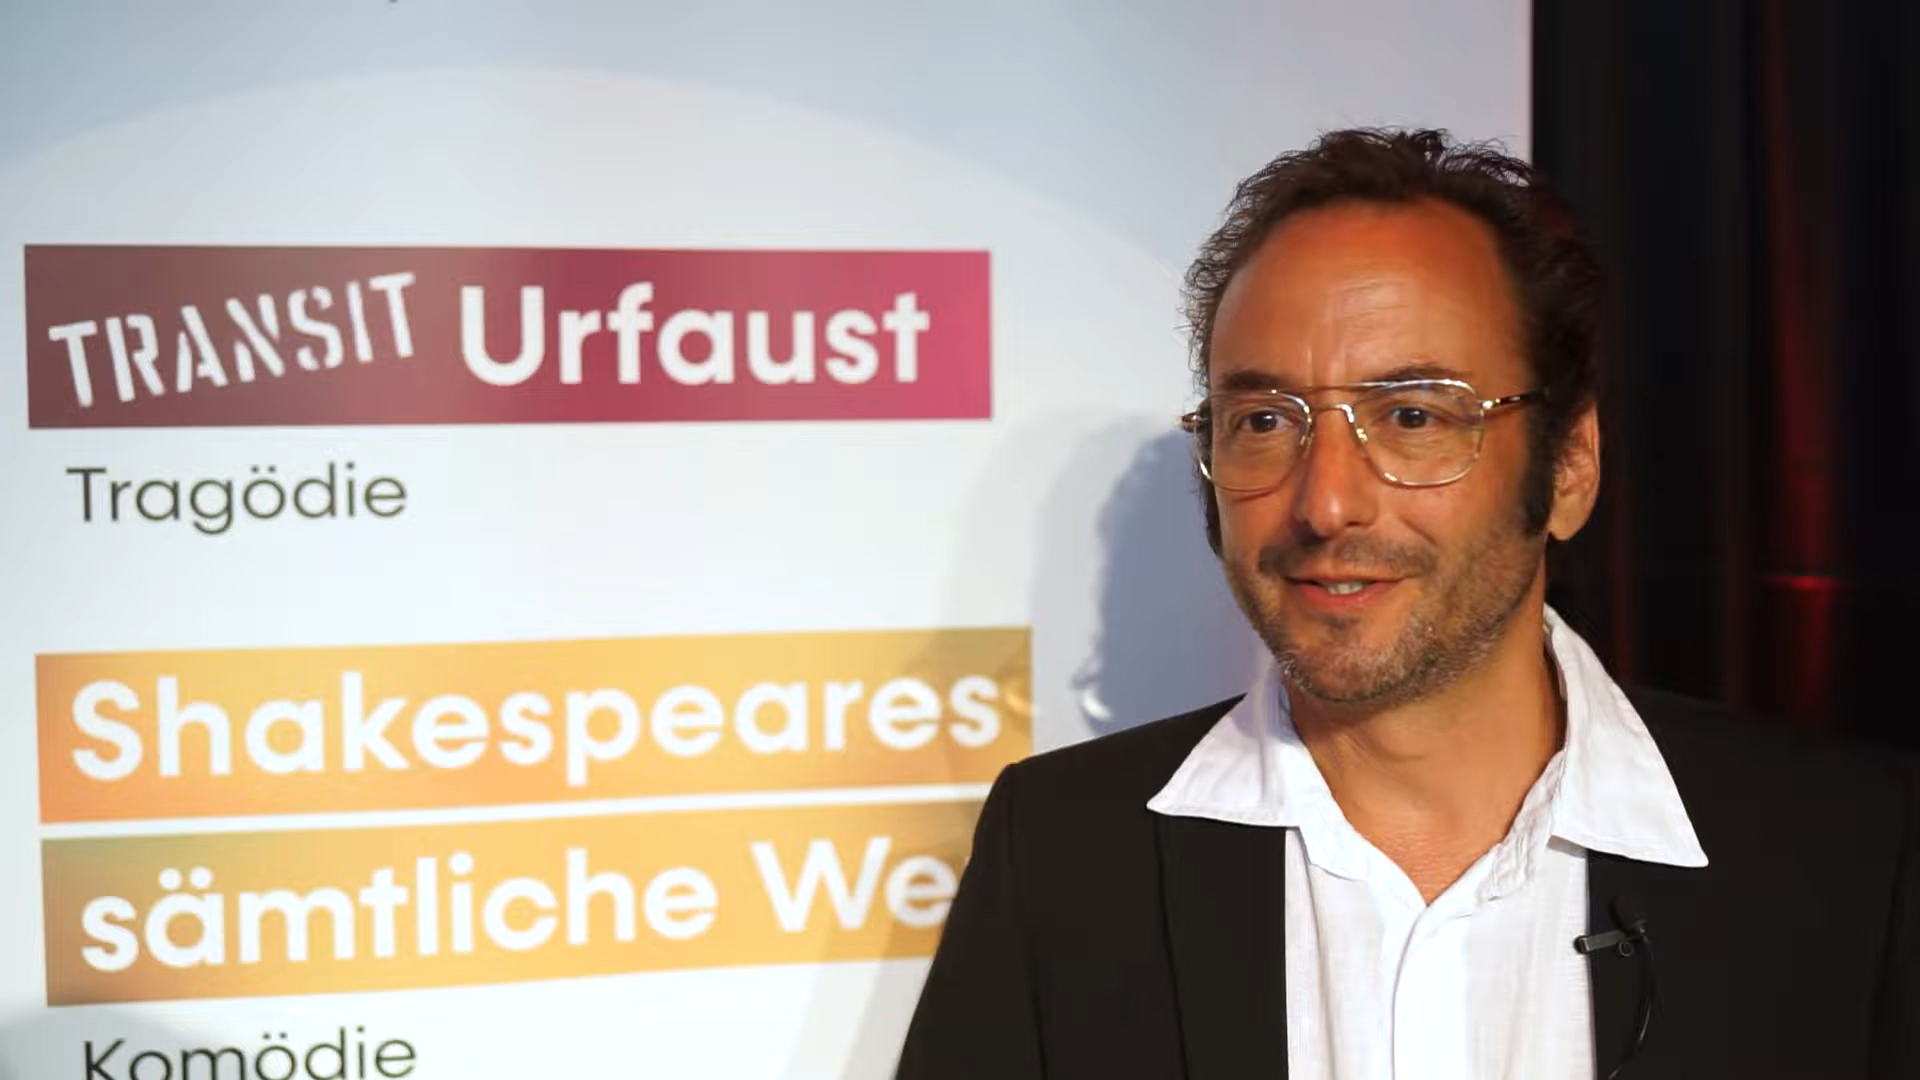 TRANSIT Urfaust
Tragödie
Shakespeares
sämtliche We
Komödie